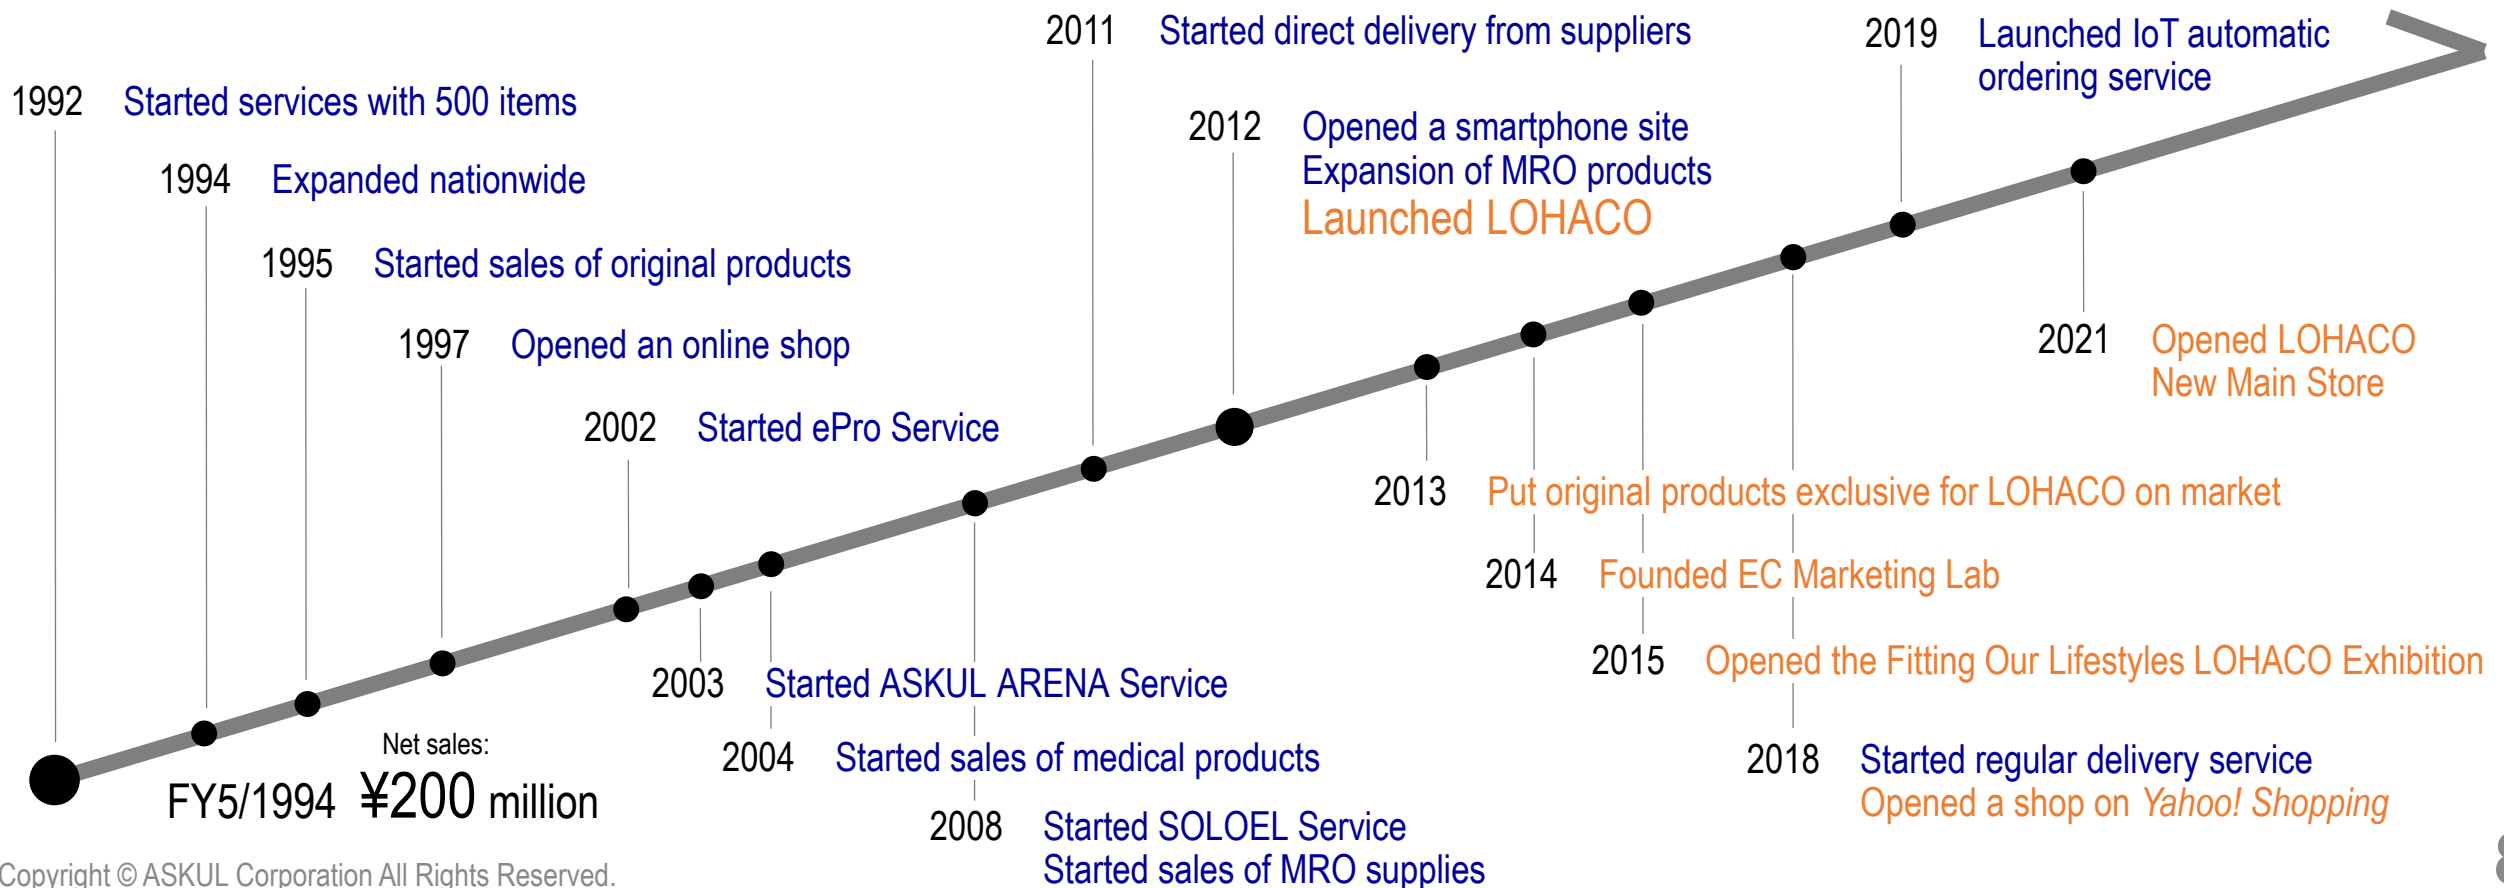 1992 Started services with 500 items
1994 Expanded nationwide
1995 Started sales of original products
1997 Opened an online shop
2002 Started ePro Service
2003 Started ASKUL ARENA Service
2004 Started sales of medical products
2008 Started SOLOEL Service
Started sales of MRO supplies
2011 Started direct delivery from suppliers
2012 Opened a smartphone site
Expansion of MRO products
Launched LOHACO
2013 Put original products exclusive for LOHACO on market
2014 Founded EC Marketing Lab
2015 Opened the Fitting Our Lifestyles LOHACO Exhibition
2018 Started regular delivery service
Opened a shop on Yahoo! Shopping
2019 Launched IoT automatic
ordering service
2021 Opened LOHACO
New Main Store
Net sales:
FY5/1994 ¥200 million
Copyright © ASKUL Corporation All Rights Reserved.